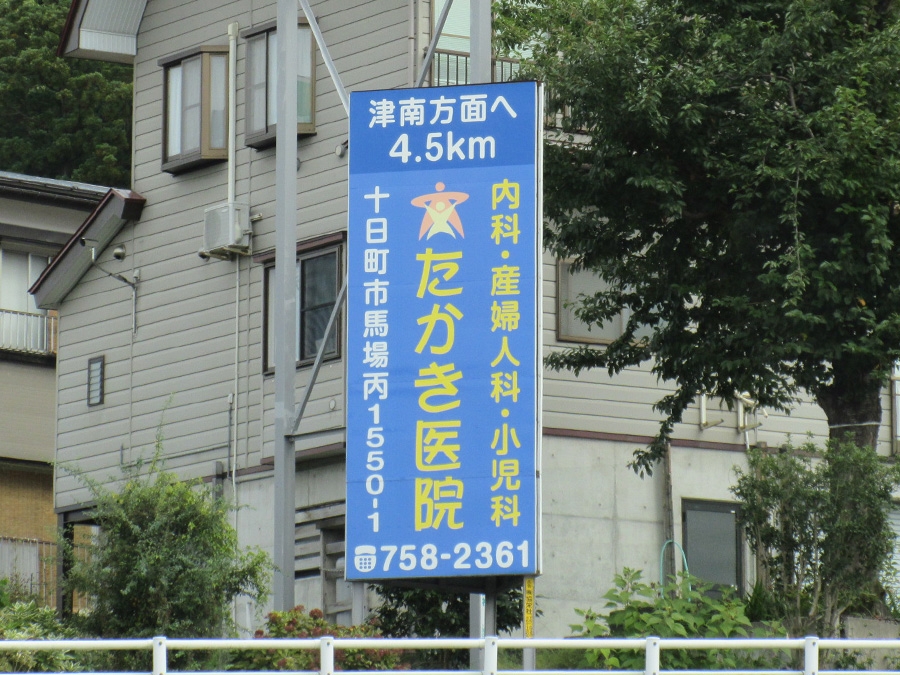 津南方面へ
4.5km
内科・産婦人科・小児科
たかき医院
十日町市馬場丙1550-1
758-2361